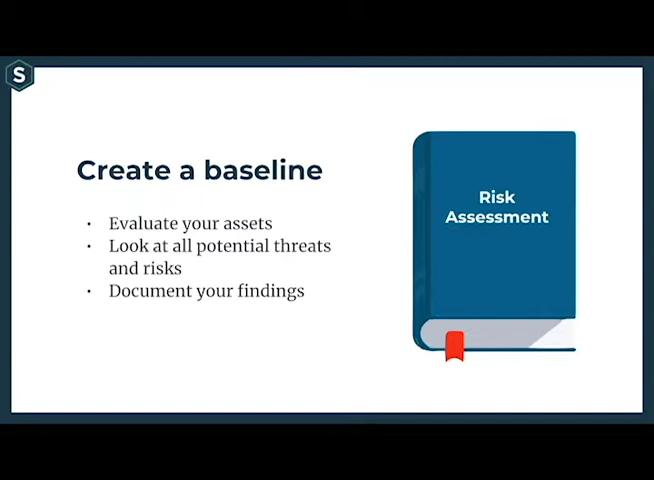 S
Create a baseline
• Evaluate your assets
• Look at all potential threats
and risks
• Document your findings
Risk
Assessment